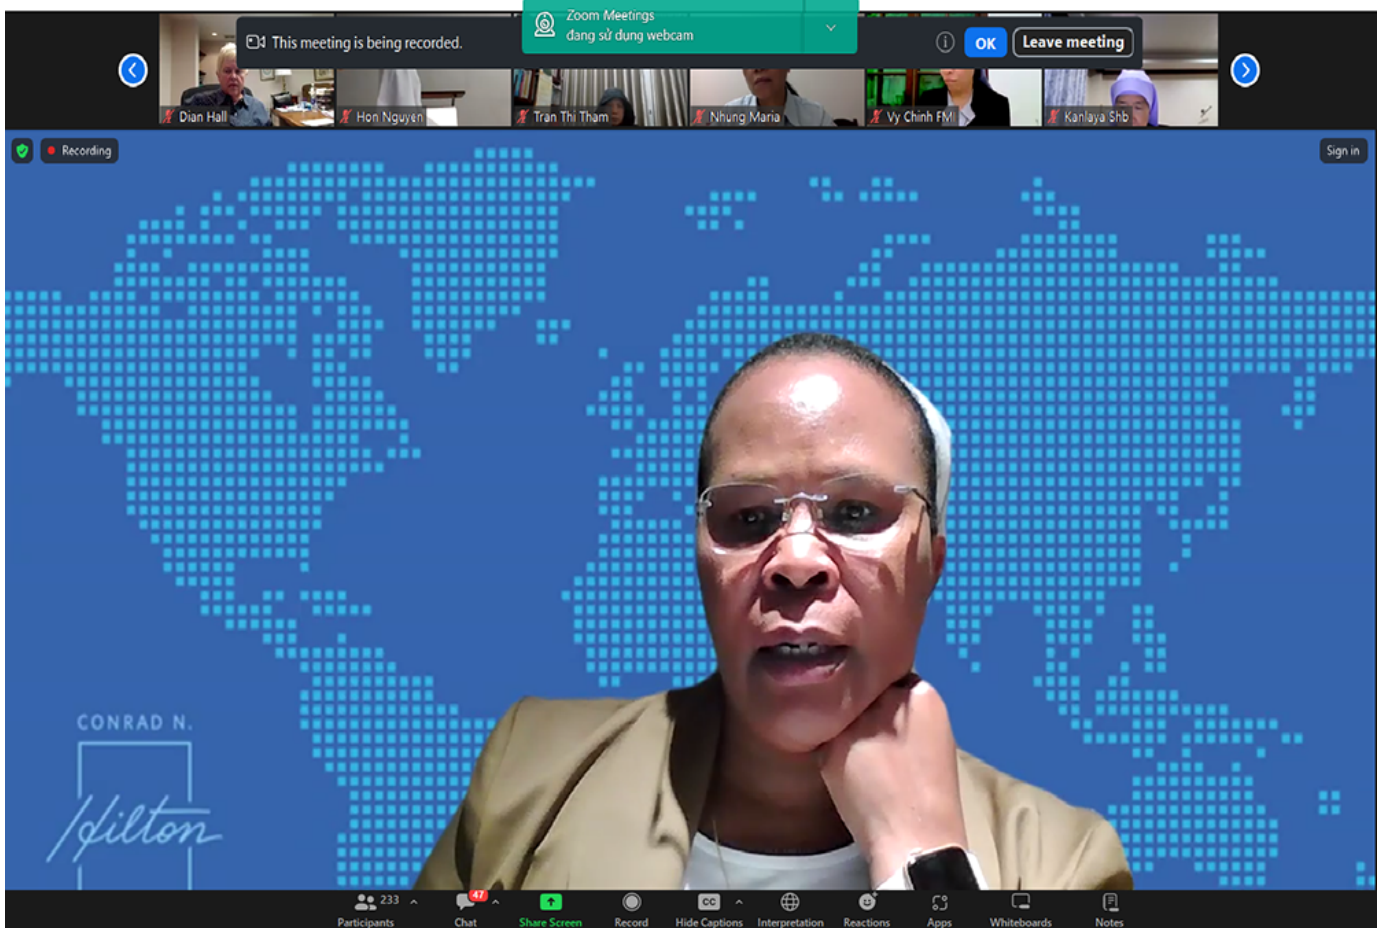 Zoom Meetings
đang sử dụng webcam
This meeting is being recorded.
OK
Leave meeting
Dian Hall
Hon Nguyen
Tran Thi Tham
Nhung Maria
Vy Chinh FMI
Kanlaya Shb
Recording
Sign in
CONRAD N.
Hilton
233
47
CC
Participants
Chat
Share Screen
Record
Hide Captions
Interpretation
Reactions
Apps
Whiteboards
Notes